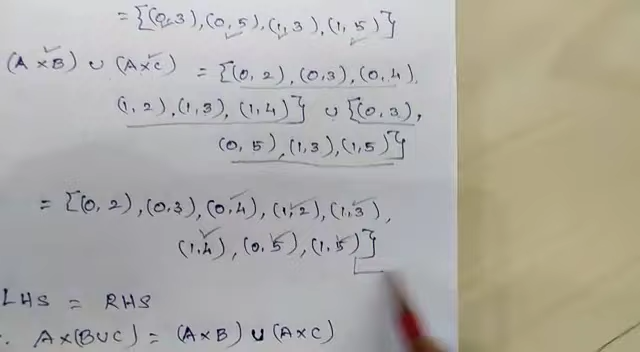 = {(0,3),(0,5),(1,3),(1,5)}
(A×B) ∪ (A×C) = {(0,2),(0,3),(0,4),
(1,2),(1,3),(1,4)} ∪ {(0,3),
(0,5),(1,3),(1,5)}
= {(0,2),(0,3),(0,4),(1,2),(1,3),
(1,4),(0,5),(1,5)}
LHS = RHS
∴ A×(B∪C) = (A×B) ∪ (A×C)